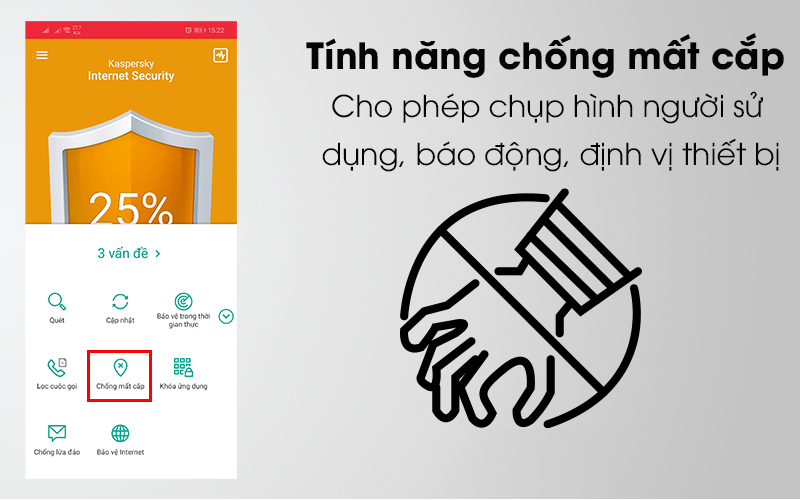 27,7
K/s
15:22
Kaspersky
Internet Security
25%
3 vấn đề >
Quét
Cập nhật
Bảo vệ trong thời
gian thực
Lọc cuộc gọi
Chống mất cắp
Khóa ứng dụng
Chống lừa đảo
Bảo vệ Internet
Tính năng chống mất cắp
Cho phép chụp hình người sử
dụng, báo động, định vị thiết bị